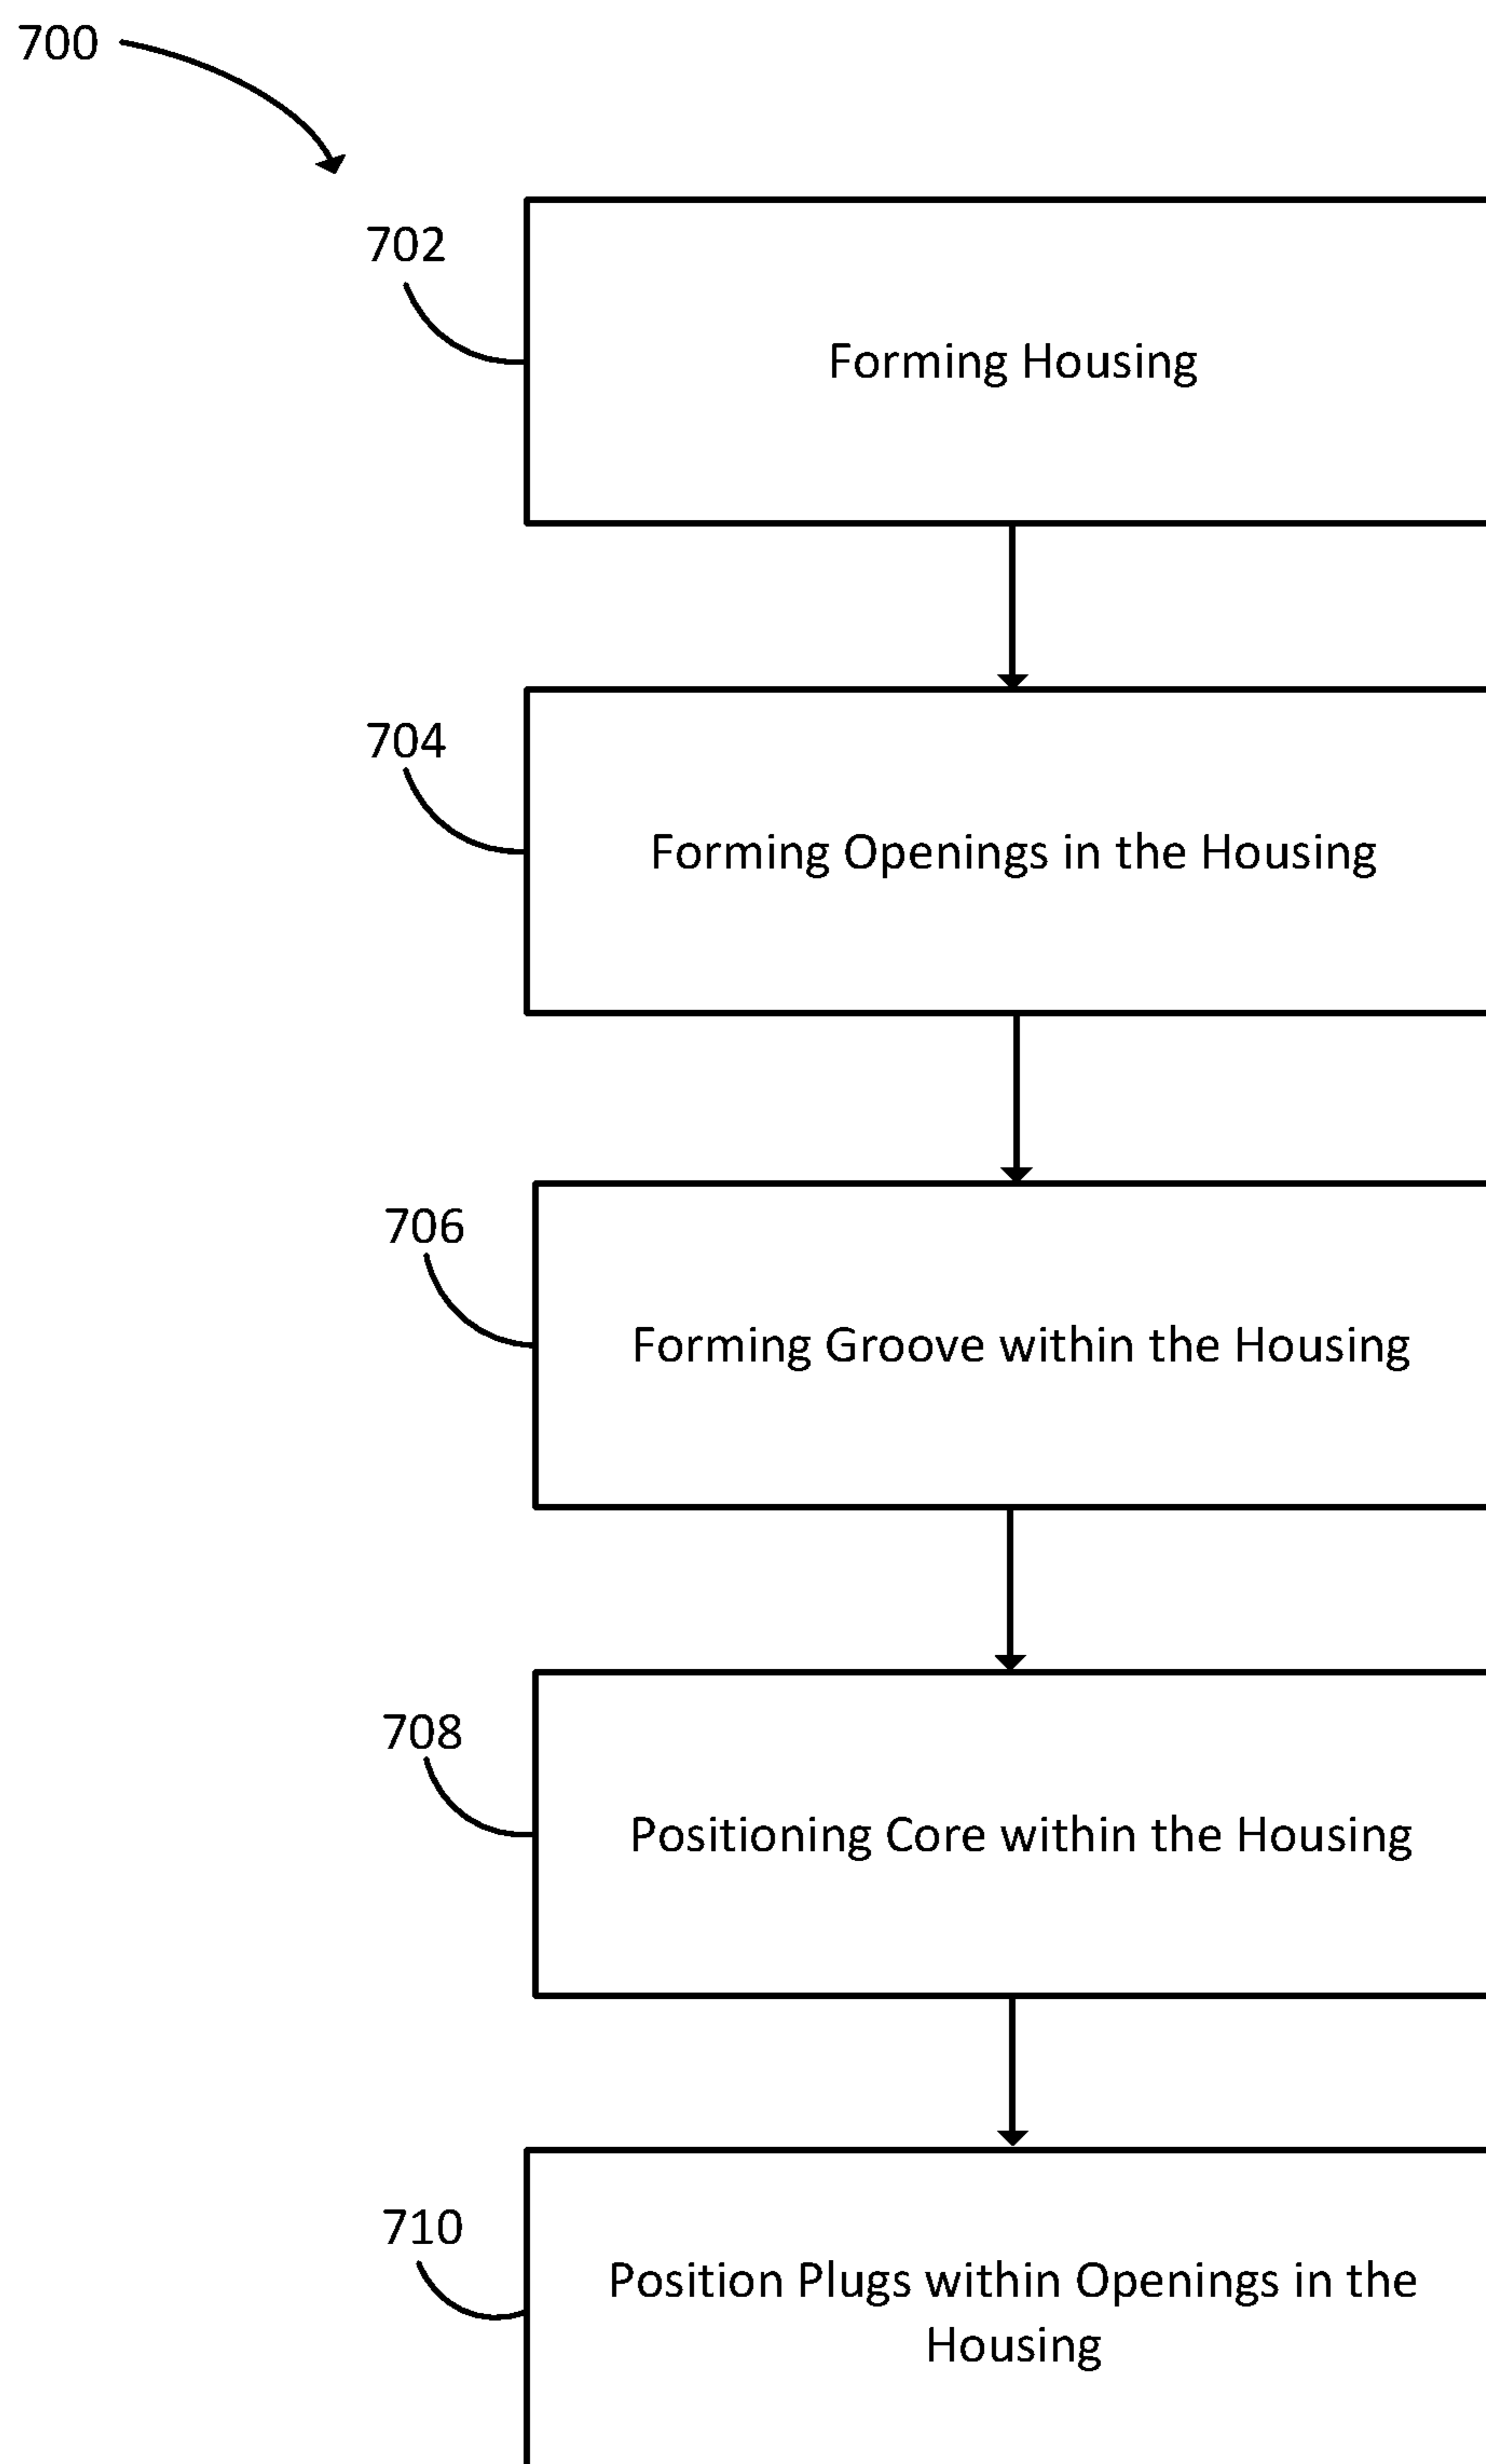 700
702
Forming Housing
704
Forming Openings in the Housing
706
Forming Groove within the Housing
708
Positioning Core within the Housing
710
Position Plugs within Openings in the
Housing